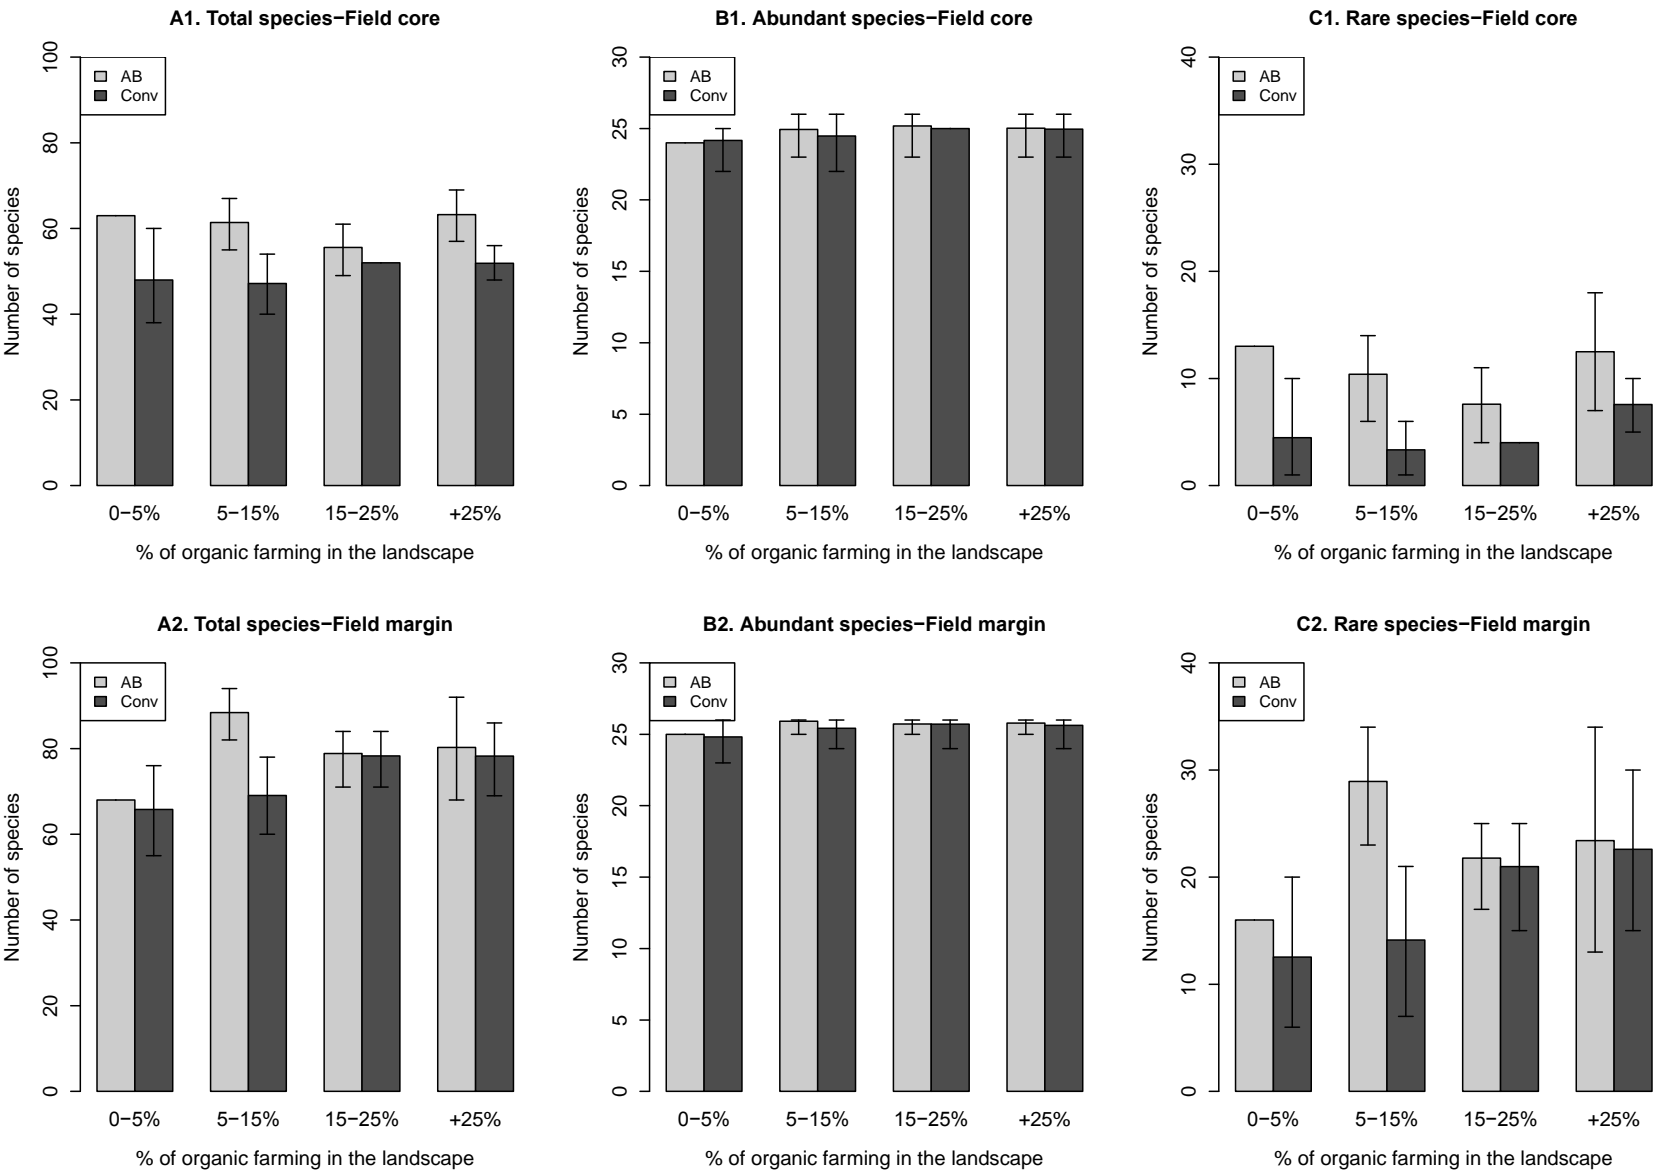 A1. Total species−Field core
Number of species
0
20
40
60
80
100
AB
Conv
0−5%
5−15%
15−25%
+25%
% of organic farming in the landscape
B1. Abundant species−Field core
Number of species
0
5
10
15
20
25
30
AB
Conv
0−5%
5−15%
15−25%
+25%
% of organic farming in the landscape
C1. Rare species−Field core
Number of species
0
10
20
30
40
AB
Conv
0−5%
5−15%
15−25%
+25%
% of organic farming in the landscape
A2. Total species−Field margin
Number of species
0
20
40
60
80
100
AB
Conv
0−5%
5−15%
15−25%
+25%
% of organic farming in the landscape
B2. Abundant species−Field margin
Number of species
0
5
10
15
20
25
30
AB
Conv
0−5%
5−15%
15−25%
+25%
% of organic farming in the landscape
C2. Rare species−Field margin
Number of species
0
10
20
30
40
AB
Conv
0−5%
5−15%
15−25%
+25%
% of organic farming in the landscape